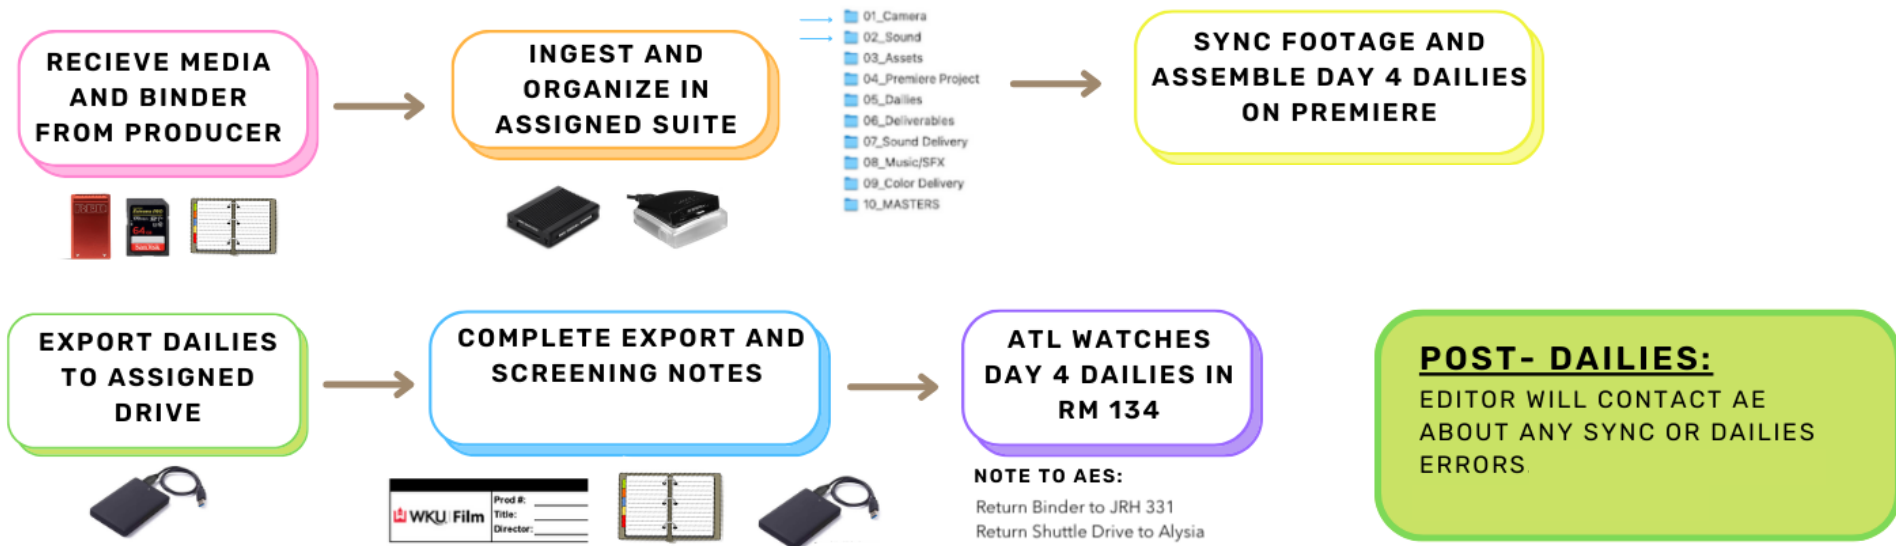 RECIEVE MEDIA
AND BINDER
FROM PRODUCER
INGEST AND
ORGANIZE IN
ASSIGNED SUITE
01_Camera
02_Sound
03_Assets
04_Premiere Project
05_Dailies
06_Deliverables
07_Sound Delivery
08_Music/SFX
09_Color Delivery
10_MASTERS
SYNC FOOTAGE AND
ASSEMBLE DAY 4 DAILIES
ON PREMIERE
64
SanDisk
EXPORT DAILIES
TO ASSIGNED
DRIVE
COMPLETE EXPORT AND
SCREENING NOTES
WKU Film
Prod #:
Title:
Director:
ATL WATCHES
DAY 4 DAILIES IN
RM 134
NOTE TO AES:
Return Binder to JRH 331
Return Shuttle Drive to Alysia
POST- DAILIES:
EDITOR WILL CONTACT AE
ABOUT ANY SYNC OR DAILIES
ERRORS.